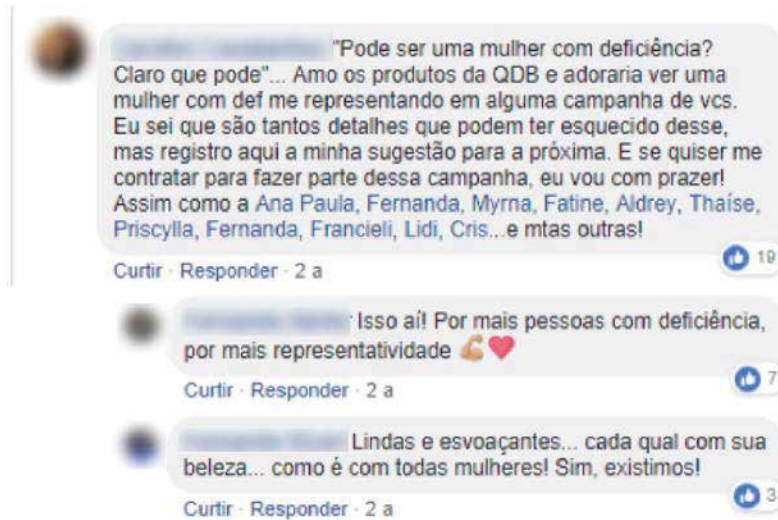 "Pode ser uma mulher com deficiência?
Claro que pode"... Amo os produtos da QDB e adoraria ver uma
mulher com def me representando em alguma campanha de vcs.
Eu sei que são tantos detalhes que podem ter esquecido desse,
mas registro aqui a minha sugestão para a próxima. E se quiser me
contratar para fazer parte dessa campanha, eu vou com prazer!
Assim como a Ana Paula, Fernanda, Myrna, Fatine, Aldrey, Thaíse,
Priscylla, Fernanda, Francieli, Lidi, Cris...e mtas outras!
19
Curtir · Responder · 2 a
Isso aí! Por mais pessoas com deficiência,
por mais representatividade 💪❤
7
Curtir · Responder · 2 a
Lindas e esvoaçantes... cada qual com sua
beleza... como é com todas mulheres! Sim, existimos!
3
Curtir · Responder · 2 a